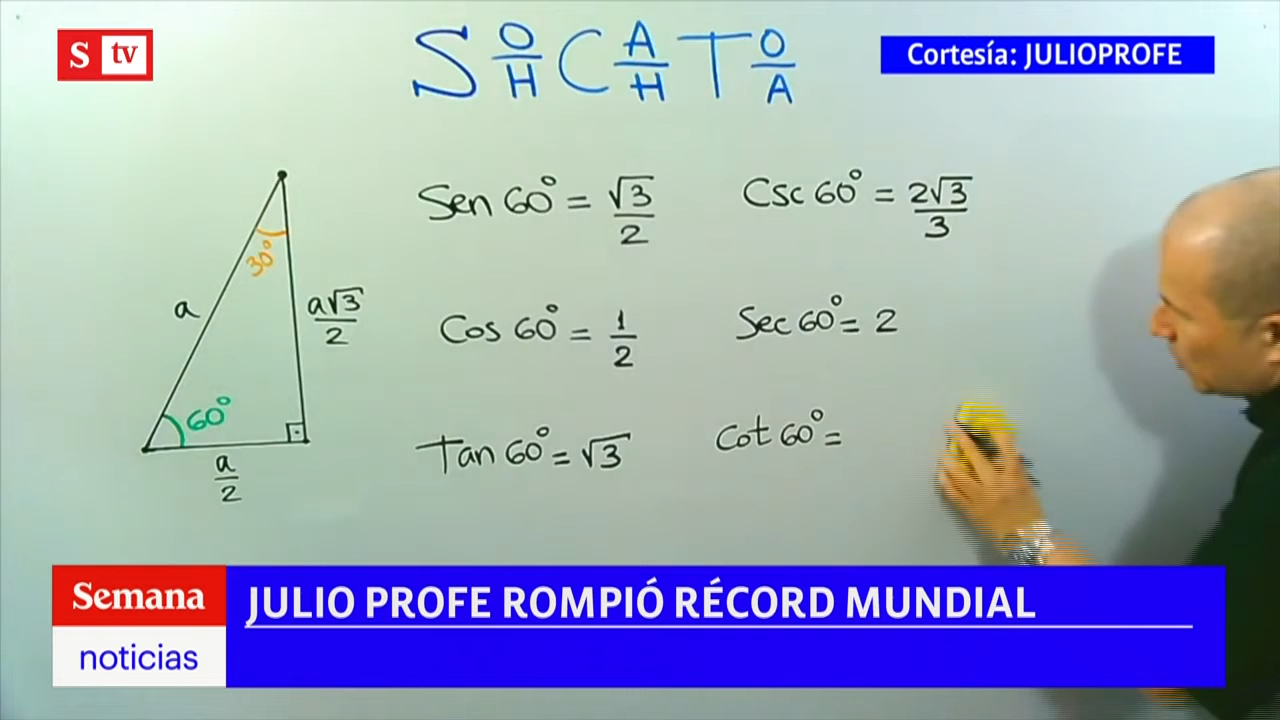 S tv
Cortesía: JULIOPROFE
S O/H C A/H T O/A
Sen 60° = √3/2
Csc 60° = 2√3/3
30°
a
a√3/2
Cos 60° = 1/2
Sec 60° = 2
60°
a/2
Tan 60° = √3
Cot 60° =
Semana
noticias
JULIO PROFE ROMPIÓ RÉCORD MUNDIAL